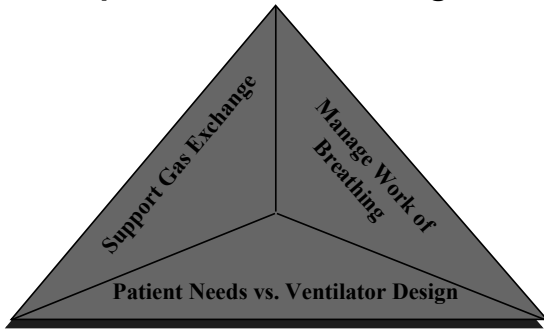 Support Gas Exchange
Manage Work of
Breathing
Patient Needs vs. Ventilator Design